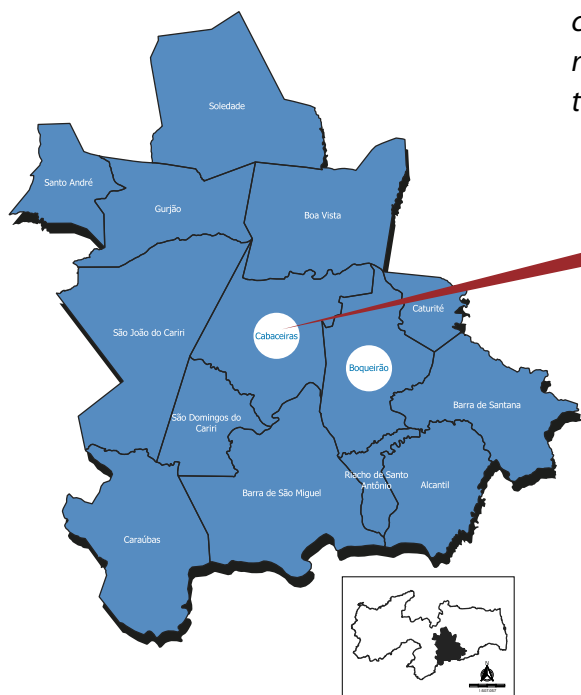 Soledade
Santo André
Gurjão
Boa Vista
São João do Cariri
Cabaceiras
Caturité
Boqueirão
São Domingos do
Cariri
Barra de Santana
Riacho de Santo
Antônio
Barra de São Miguel
Alcantil
Caraúbas
N